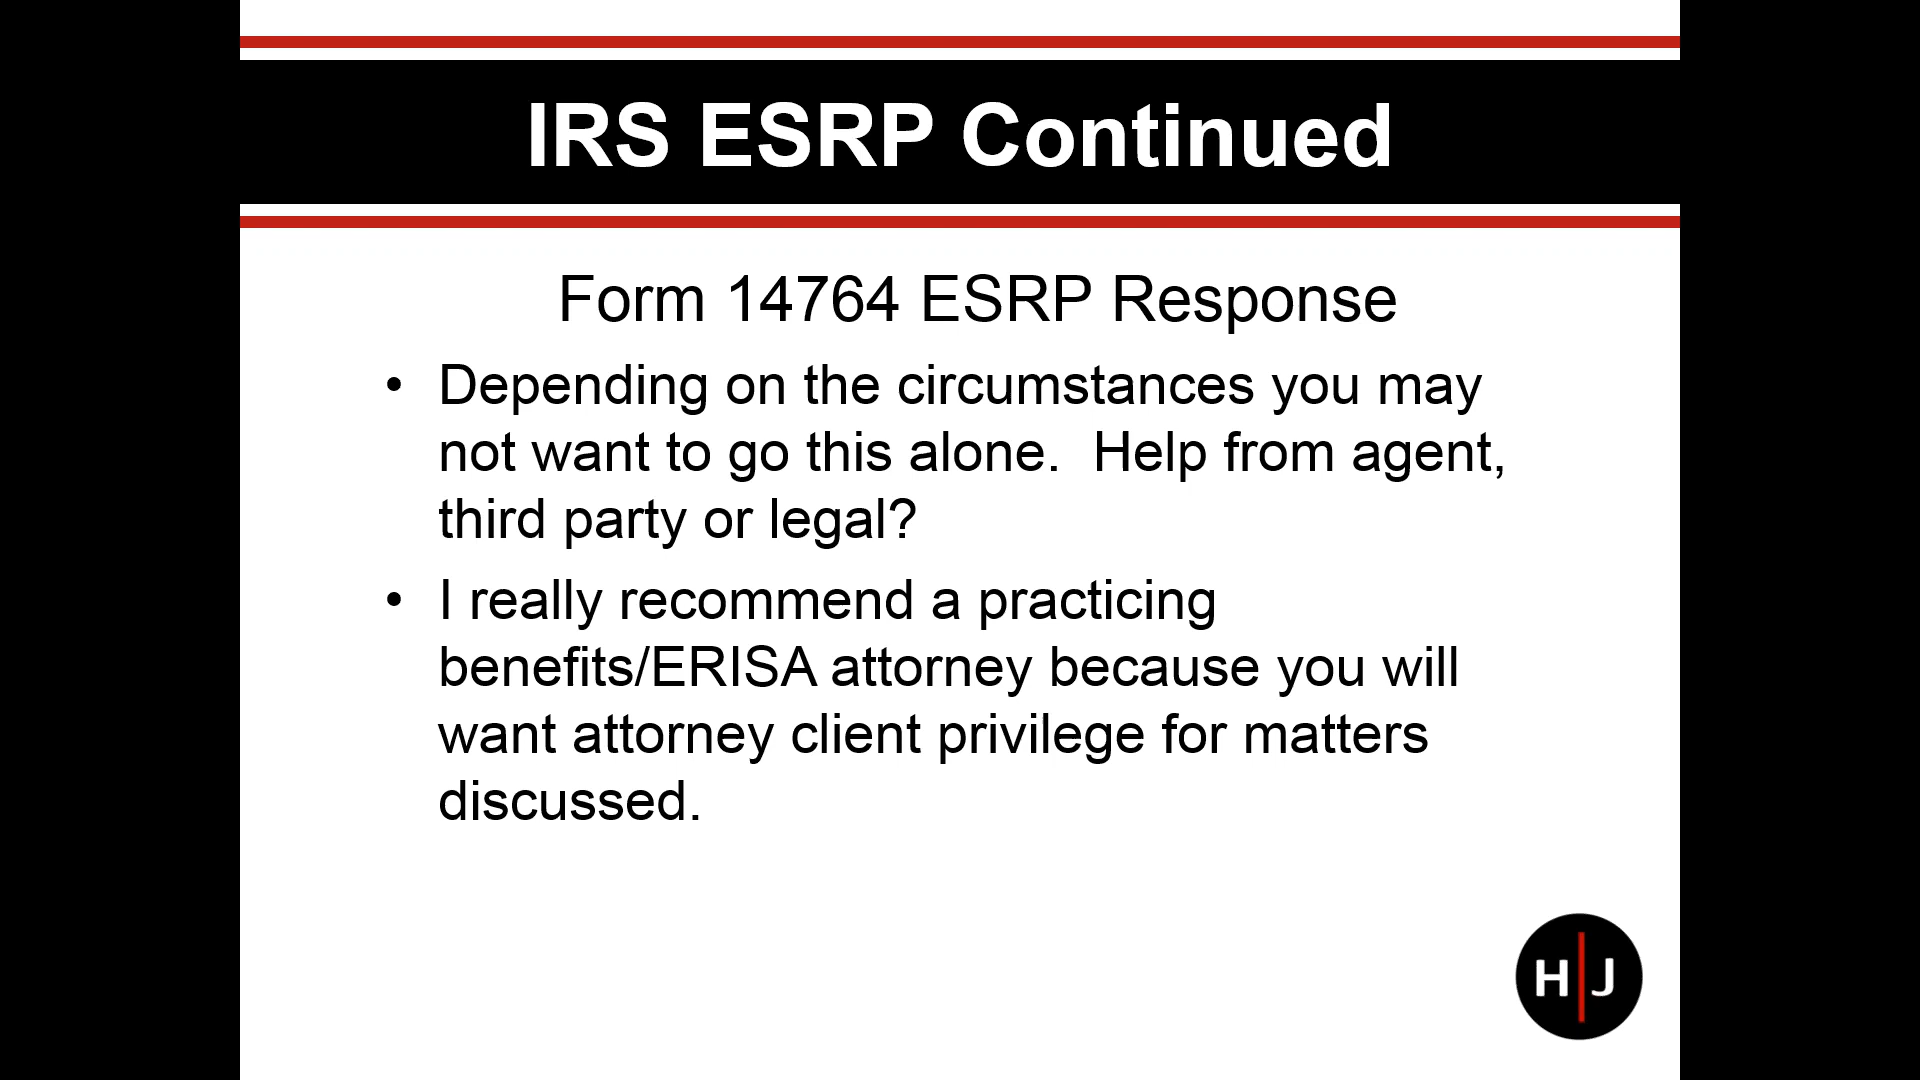 IRS ESRP Continued
Form 14764 ESRP Response
• Depending on the circumstances you may
not want to go this alone.  Help from agent,
third party or legal?
• I really recommend a practicing
benefits/ERISA attorney because you will
want attorney client privilege for matters
discussed.
H|J